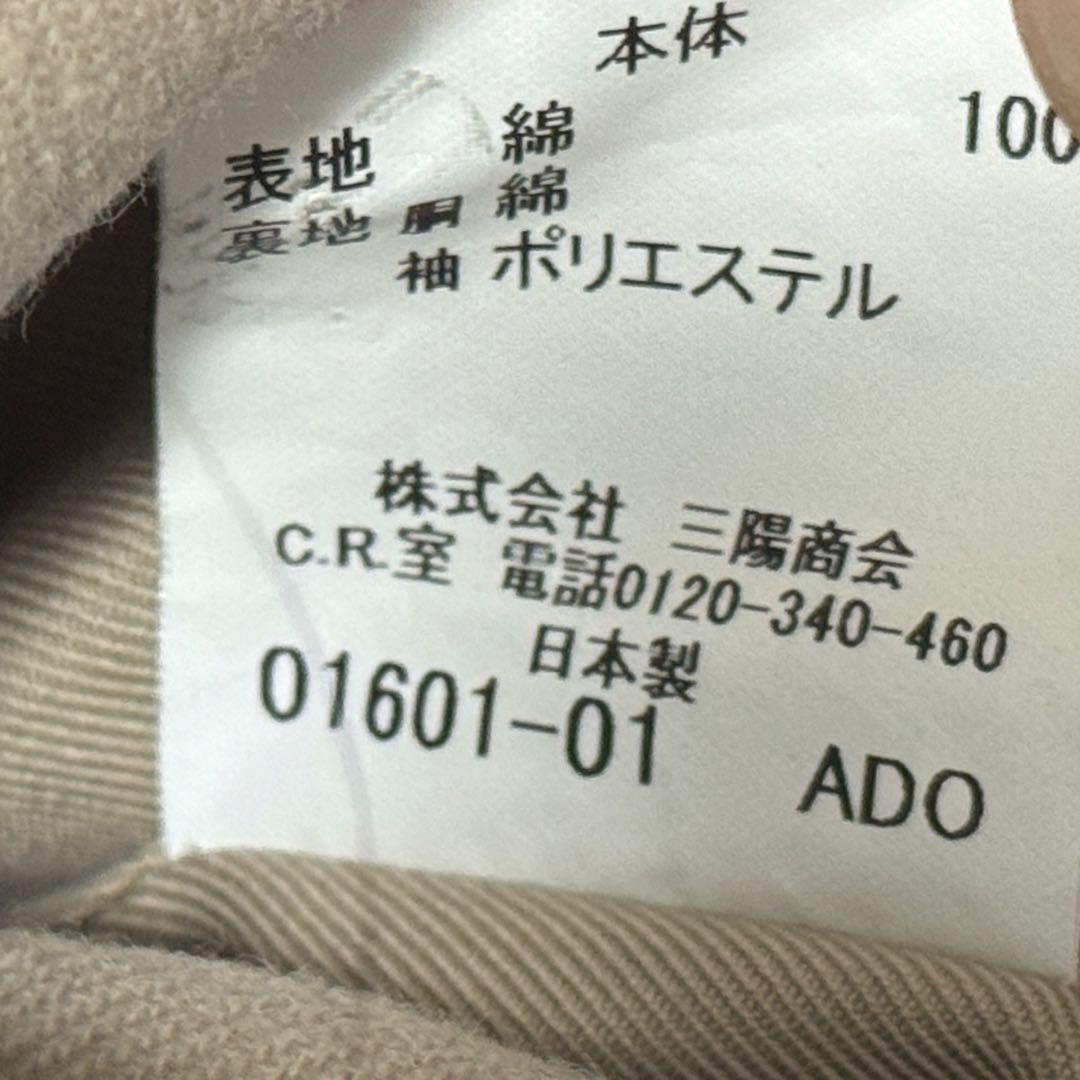 本体
表地 綿 100
裏地 胴 綿
袖 ポリエステル
株式会社 三陽商会
C.R.室 電話0120-340-460
日本製
01601-01 ADO